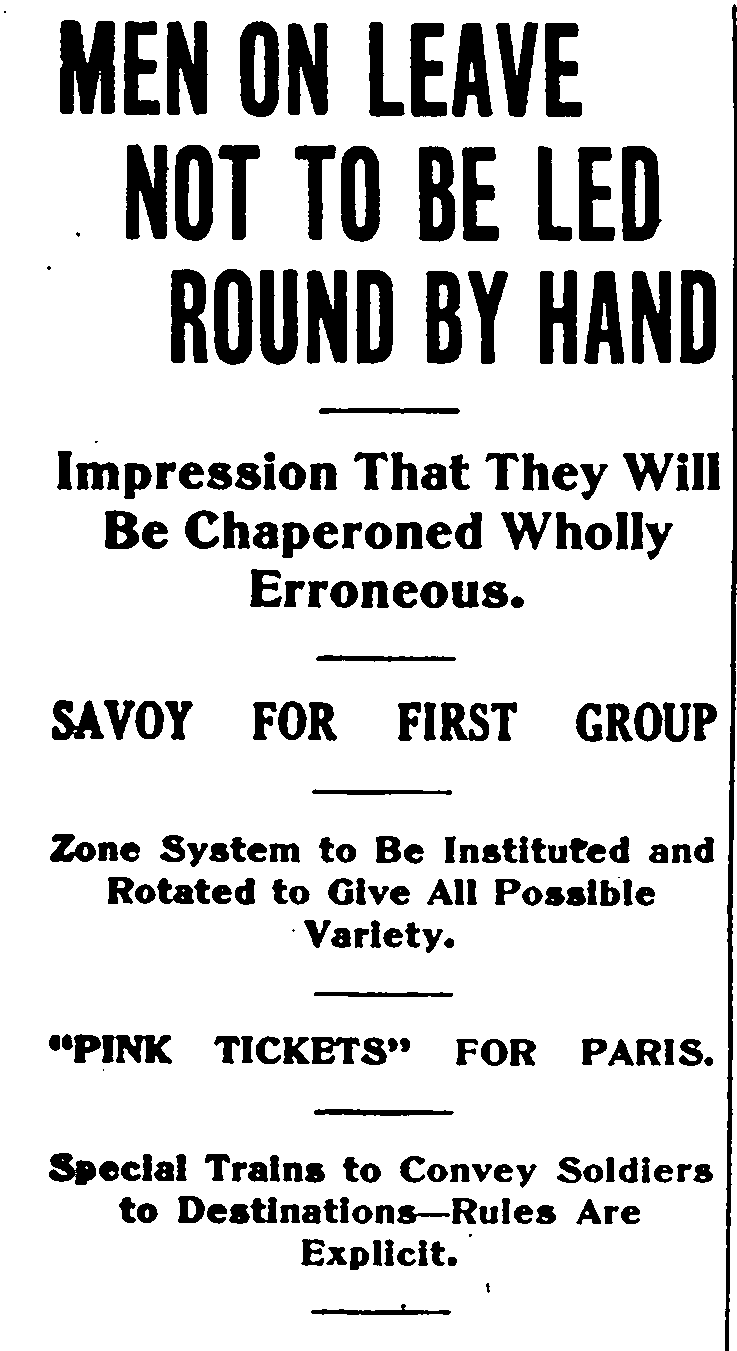 MEN ON LEAVE
NOT TO BE LED
ROUND BY HAND
Impression That They Will
Be Chaperoned Wholly
Erroneous.
SAVOY FOR FIRST GROUP
Zone System to Be Instituted and
Rotated to Give All Possible
Variety.
"PINK TICKETS" FOR PARIS.
Special Trains to Convey Soldiers
to Destinations—Rules Are
Explicit.